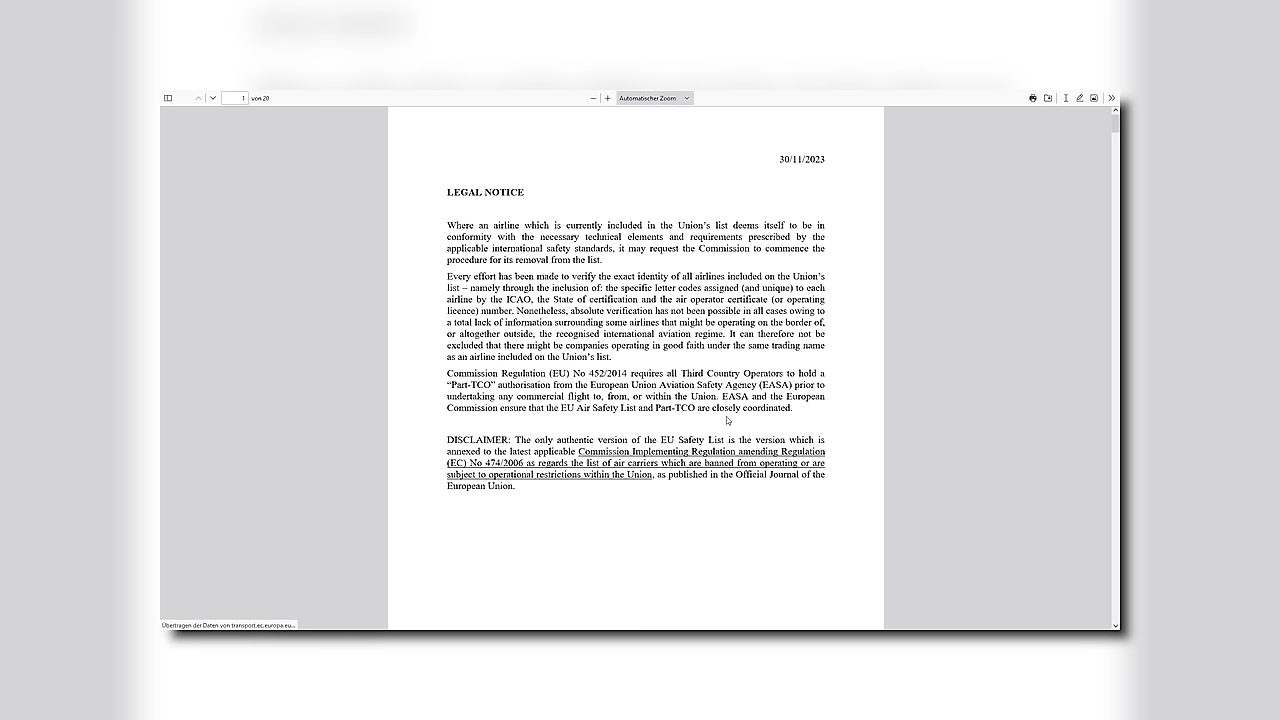 1 von 20 Automatischer Zoom
30/11/2023
LEGAL NOTICE
Where an airline which is currently included in the Union's list deems itself to be in
conformity with the necessary technical elements and requirements prescribed by the
applicable international safety standards, it may request the Commission to commence the
procedure for its removal from the list.
Every effort has been made to verify the exact identity of all airlines included on the Union's
list – namely through the inclusion of: the specific letter codes assigned (and unique) to each
airline by the ICAO, the State of certification and the air operator certificate (or operating
licence) number. Nonetheless, absolute verification has not been possible in all cases owing to
a total lack of information surrounding some airlines that might be operating on the border of,
or altogether outside, the recognised international aviation regime. It can therefore not be
excluded that there might be companies operating in good faith under the same trading name
as an airline included on the Union's list.
Commission Regulation (EU) No 452/2014 requires all Third Country Operators to hold a
“Part-TCO” authorisation from the European Union Aviation Safety Agency (EASA) prior to
undertaking any commercial flight to, from, or within the Union. EASA and the European
Commission ensure that the EU Air Safety List and Part-TCO are closely coordinated.
DISCLAIMER: The only authentic version of the EU Safety List is the version which is
annexed to the latest applicable Commission Implementing Regulation amending Regulation
(EC) No 474/2006 as regards the list of air carriers which are banned from operating or are
subject to operational restrictions within the Union, as published in the Official Journal of the
European Union.
Übertragen der Daten von transport.ec.europa.eu...